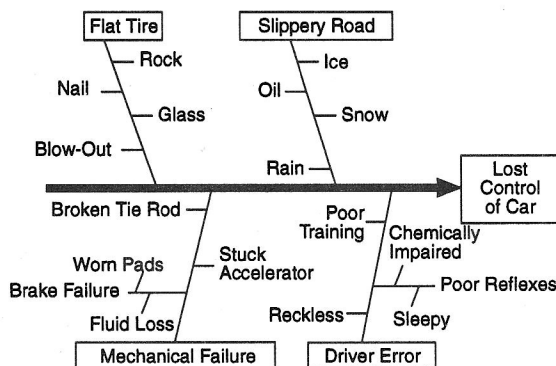 Flat Tire
Slippery Road
Rock
Ice
Nail
Oil
Glass
Snow
Blow-Out
Rain
Lost
Control
of Car
Broken Tie Rod
Poor
Training
Chemically
Impaired
Stuck
Accelerator
Worn Pads
Brake Failure
Poor Reflexes
Fluid Loss
Reckless
Sleepy
Mechanical Failure
Driver Error